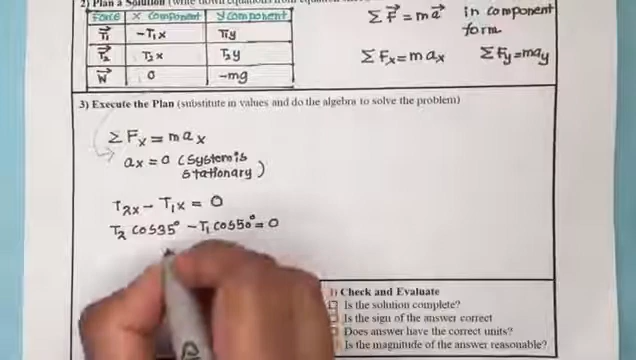 2) Plan a Solution (write down equations from
Force X Component Y Component
T₁ -T₁x T₁y
T₂ T₂x T₂y
W 0 -mg
ΣF = ma in component
form
ΣFx = max ΣFy = may
3) Execute the Plan (substitute in values and do the algebra to solve the problem)
ΣFx = max
ax = 0 (System is
stationary)
T₂x - T₁x = 0
T₂ cos35° - T₁ cos50° = 0
Check and Evaluate
Is the solution complete?
Is the sign of the answer correct
Does answer have the correct units?
Is the magnitude of the answer reasonable?